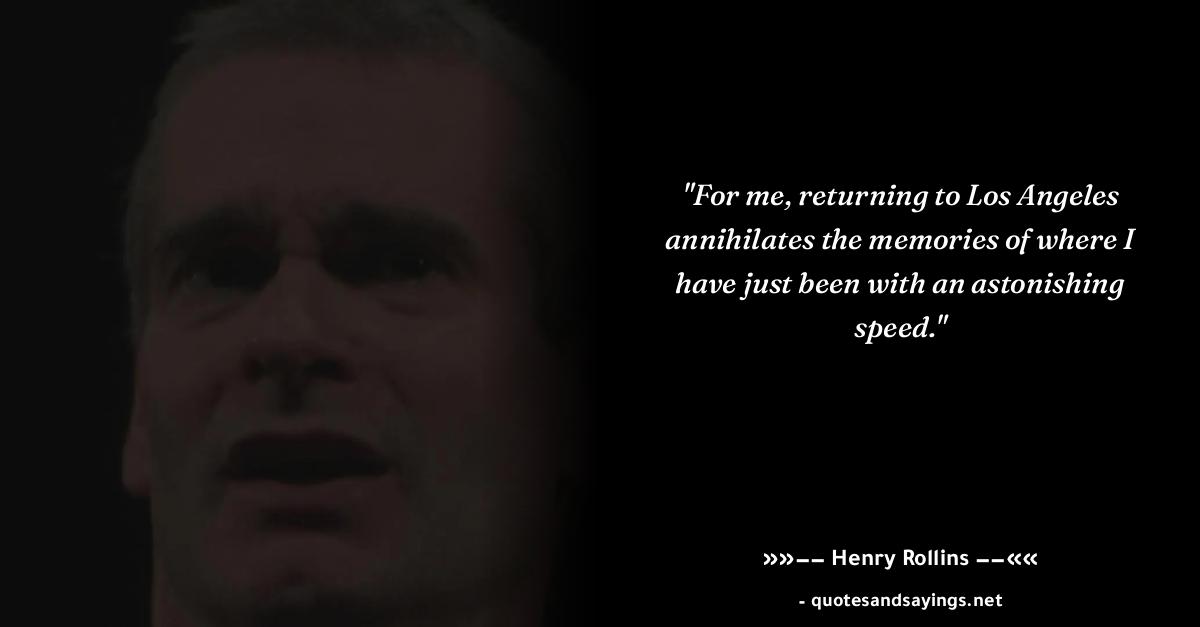 "For me, returning to Los Angeles
annihilates the memories of where I
have just been with an astonishing
speed."
»»−− Henry Rollins −−««
- quotesandsayings.net